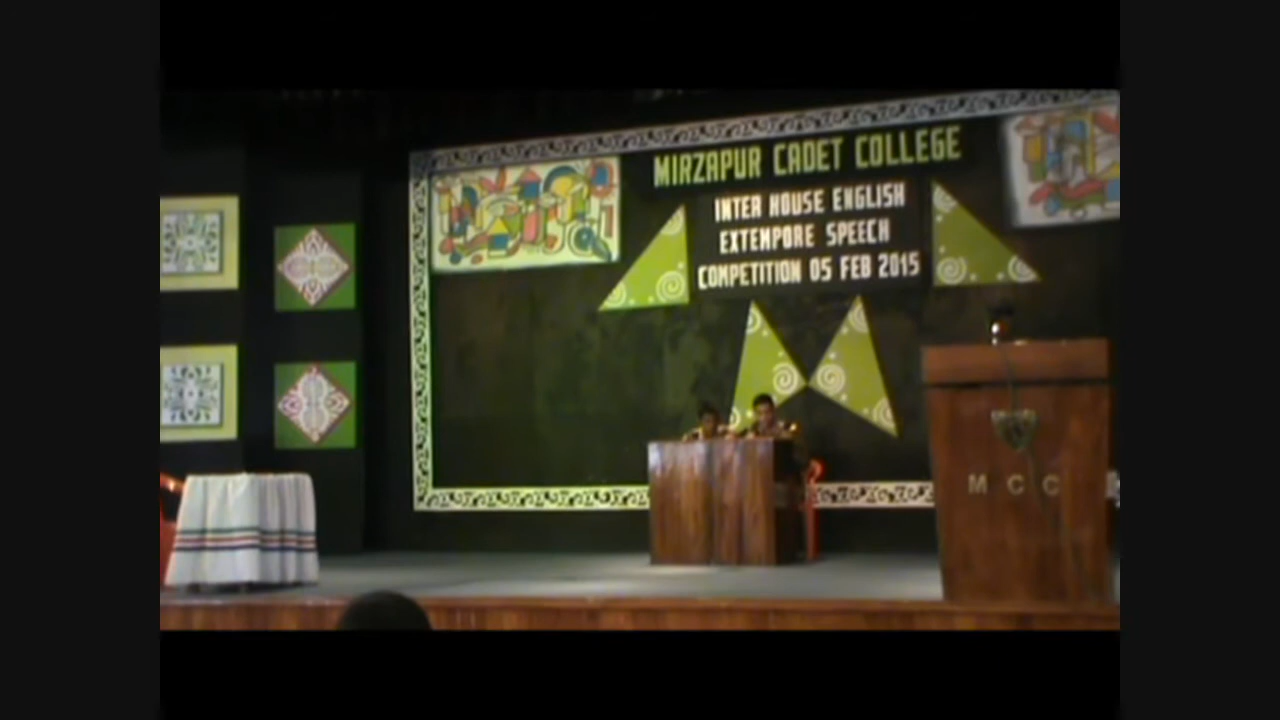 MIRZAPUR CADET COLLEGE
INTER HOUSE ENGLISH
EXTEMPORE SPEECH
COMPETITION 05 FEB 2015
M C C